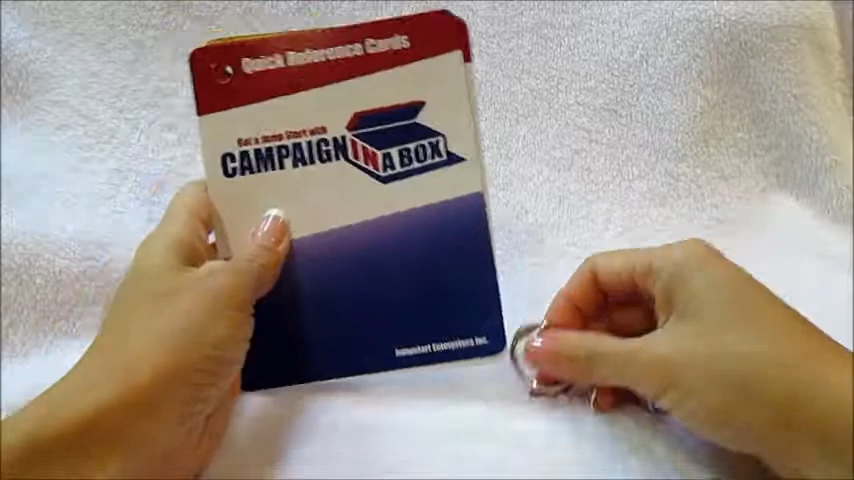 Quick Reference Cards
Get a Jump Start with
CAMPAIGN IN A BOX
Jumpstart Enterprises Inc.